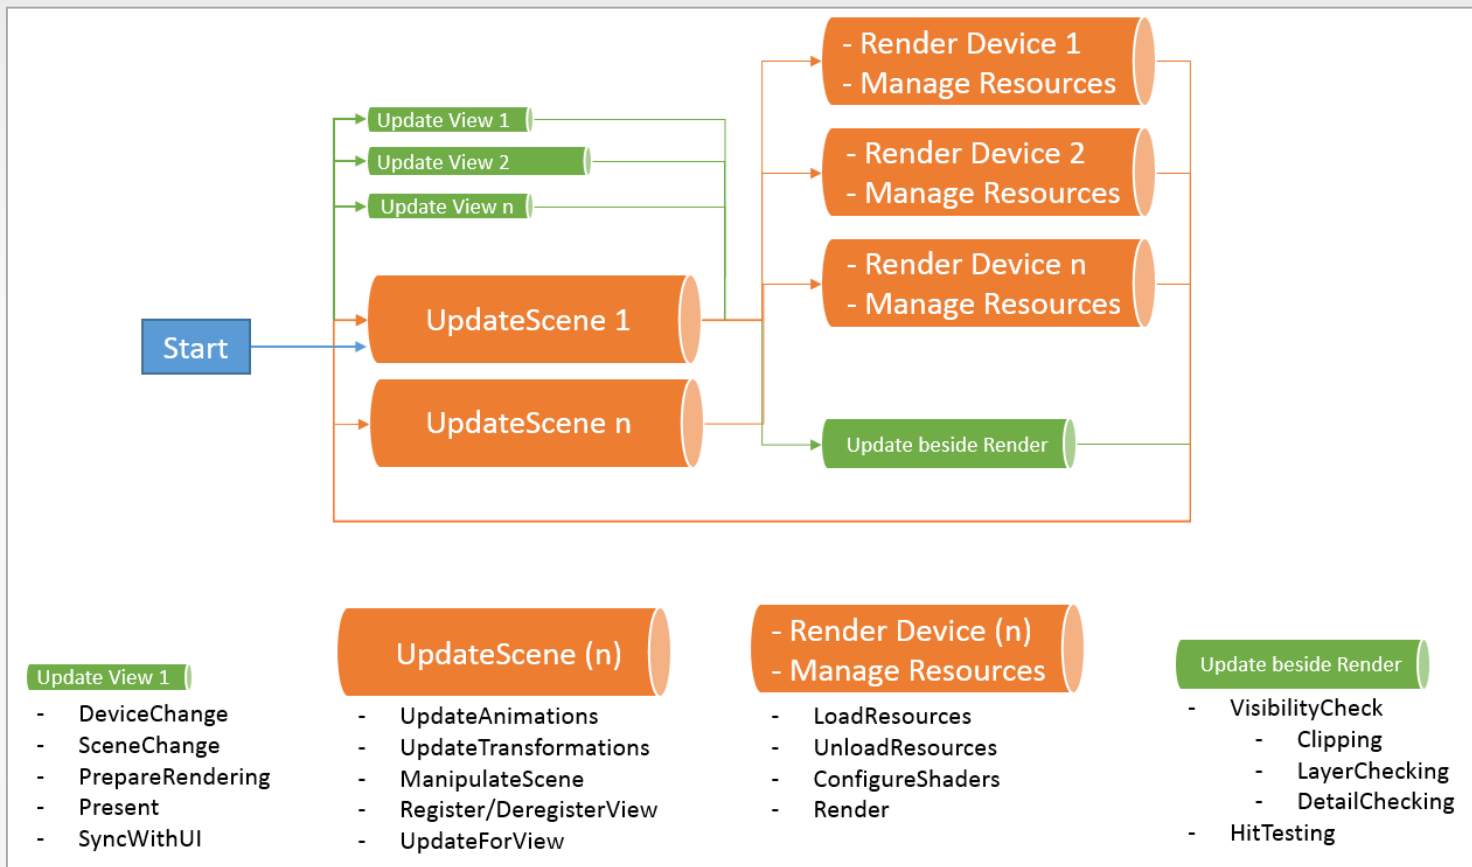 - Render Device 1
- Manage Resources
Update View 1
Update View 2
- Render Device 2
- Manage Resources
Update View n
- Render Device n
- Manage Resources
UpdateScene 1
Start
UpdateScene n
Update beside Render
Update View 1
- DeviceChange
- SceneChange
- PrepareRendering
- Present
- SyncWithUI
UpdateScene (n)
- UpdateAnimations
- UpdateTransformations
- ManipulateScene
- Register/DeregisterView
- UpdateForView
- Render Device (n)
- Manage Resources
- LoadResources
- UnloadResources
- ConfigureShaders
- Render
Update beside Render
- VisibilityCheck
- Clipping
- LayerChecking
- DetailChecking
- HitTesting